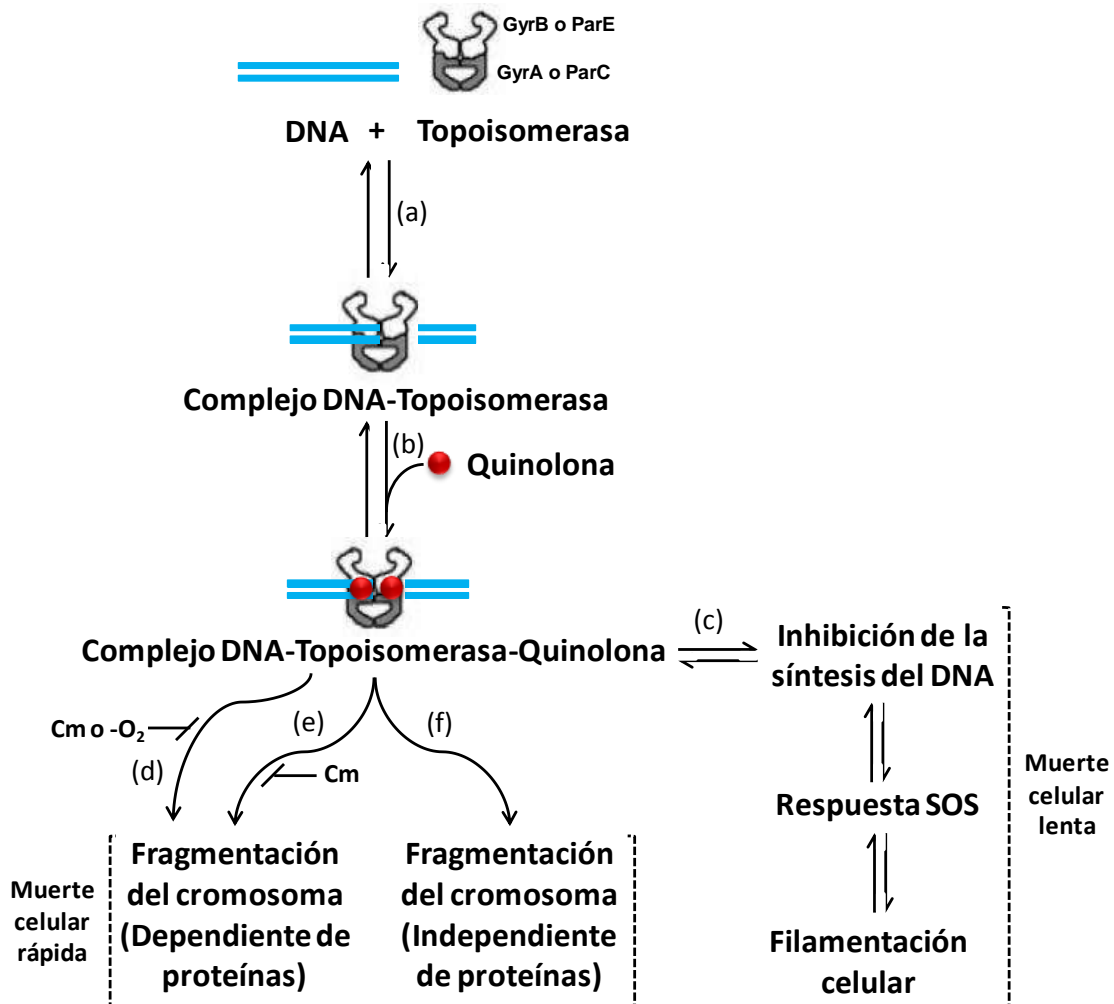 GyrB o ParE
GyrA o ParC
DNA + Topoisomerasa
(a)
Complejo DNA-Topoisomerasa
(b)
Quinolona
Complejo DNA-Topoisomerasa-Quinolona
(c)
Inhibición de la
síntesis del DNA
Respuesta SOS
Filamentación
celular
Muerte
celular
lenta
Cm o -O₂
(d)
(e)
Cm
(f)
Muerte
celular
rápida
Fragmentación
del cromosoma
(Dependiente de
proteínas)
Fragmentación
del cromosoma
(Independiente
de proteínas)